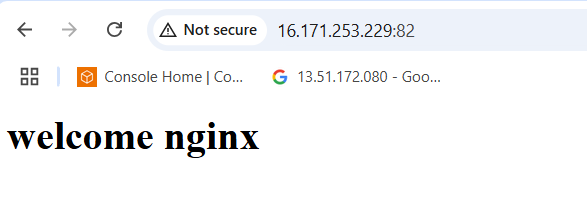 Not secure 16.171.253.229:82
Console Home | Co... 13.51.172.080 - Goo...
welcome nginx